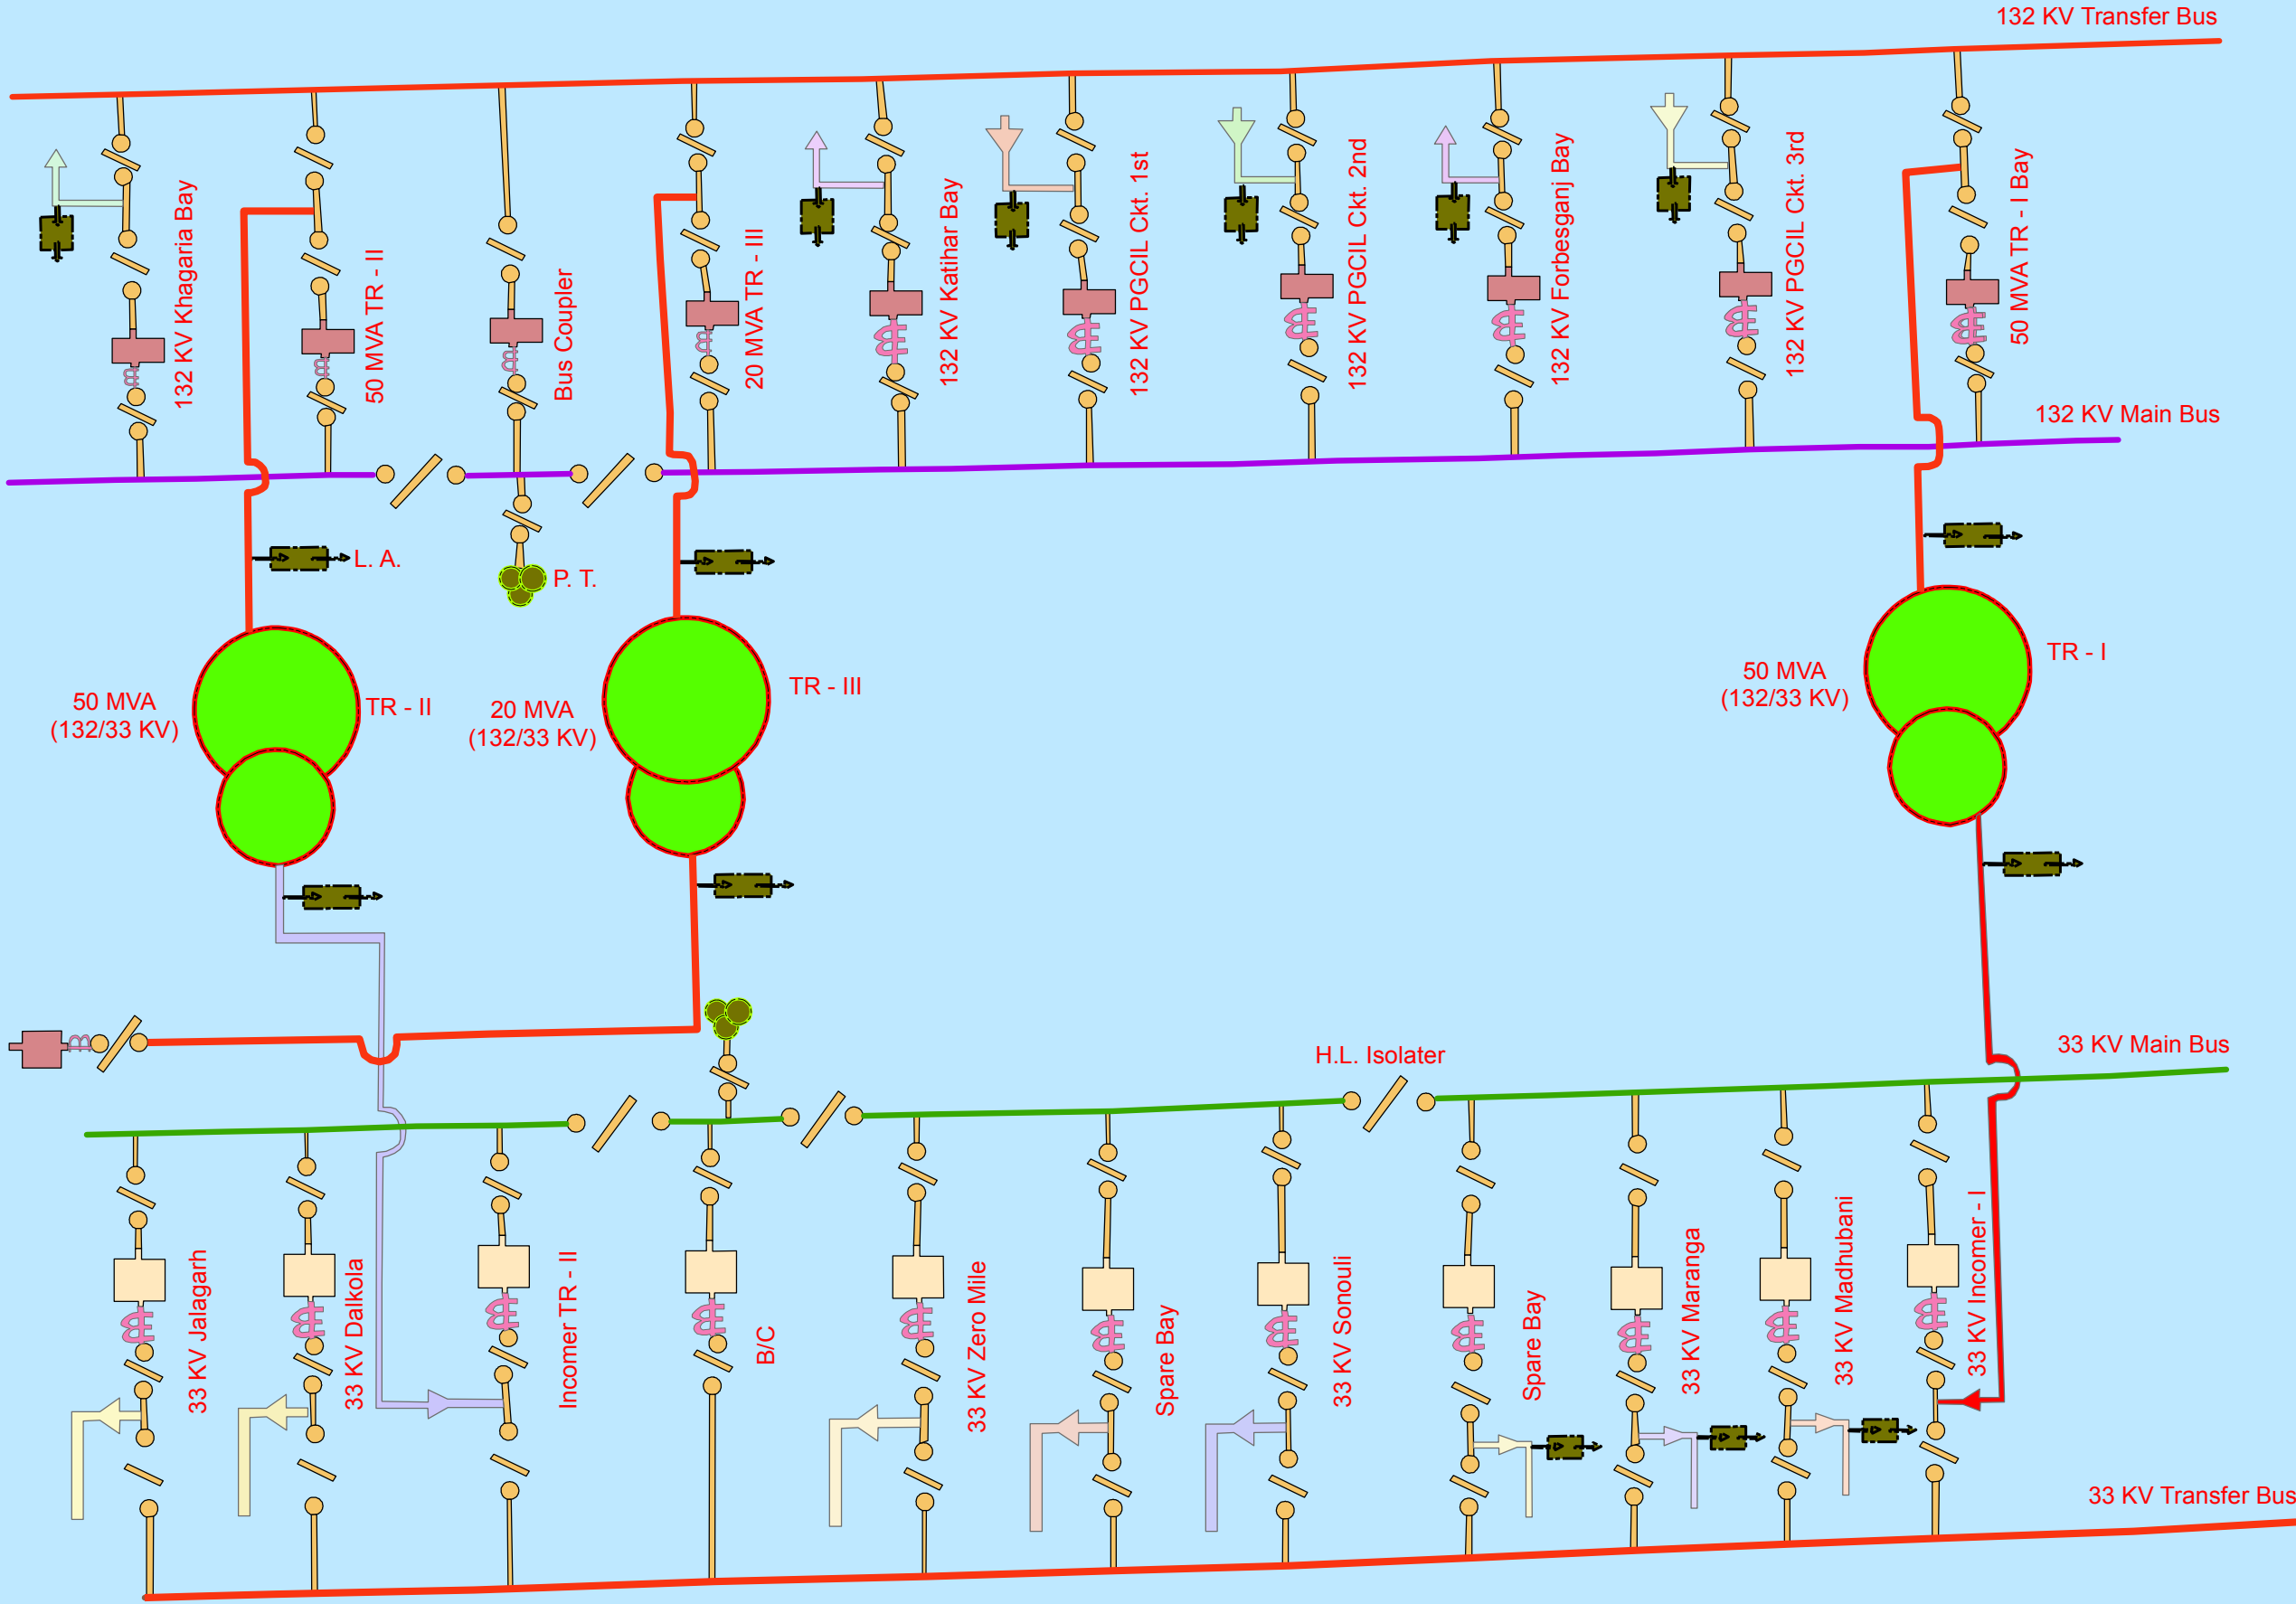 132 KV Transfer Bus
132 KV Khagaria Bay
50 MVA TR - II
Bus Coupler
20 MVA TR - III
132 KV Katihar Bay
132 KV PGCIL Ckt. 1st
132 KV PGCIL Ckt. 2nd
132 KV Forbesganj Bay
132 KV PGCIL Ckt. 3rd
50 MVA TR - I Bay
132 KV Main Bus
L. A.
P. T.
50 MVA
(132/33 KV)
TR - II
20 MVA
(132/33 KV)
TR - III
50 MVA
(132/33 KV)
TR - I
H.L. Isolater
33 KV Main Bus
33 KV Jalagarh
33 KV Dalkola
Incomer TR - II
B/C
33 KV Zero Mile
Spare Bay
33 KV Sonouli
Spare Bay
33 KV Maranga
33 KV Madhubani
33 KV Incomer - I
33 KV Transfer Bus